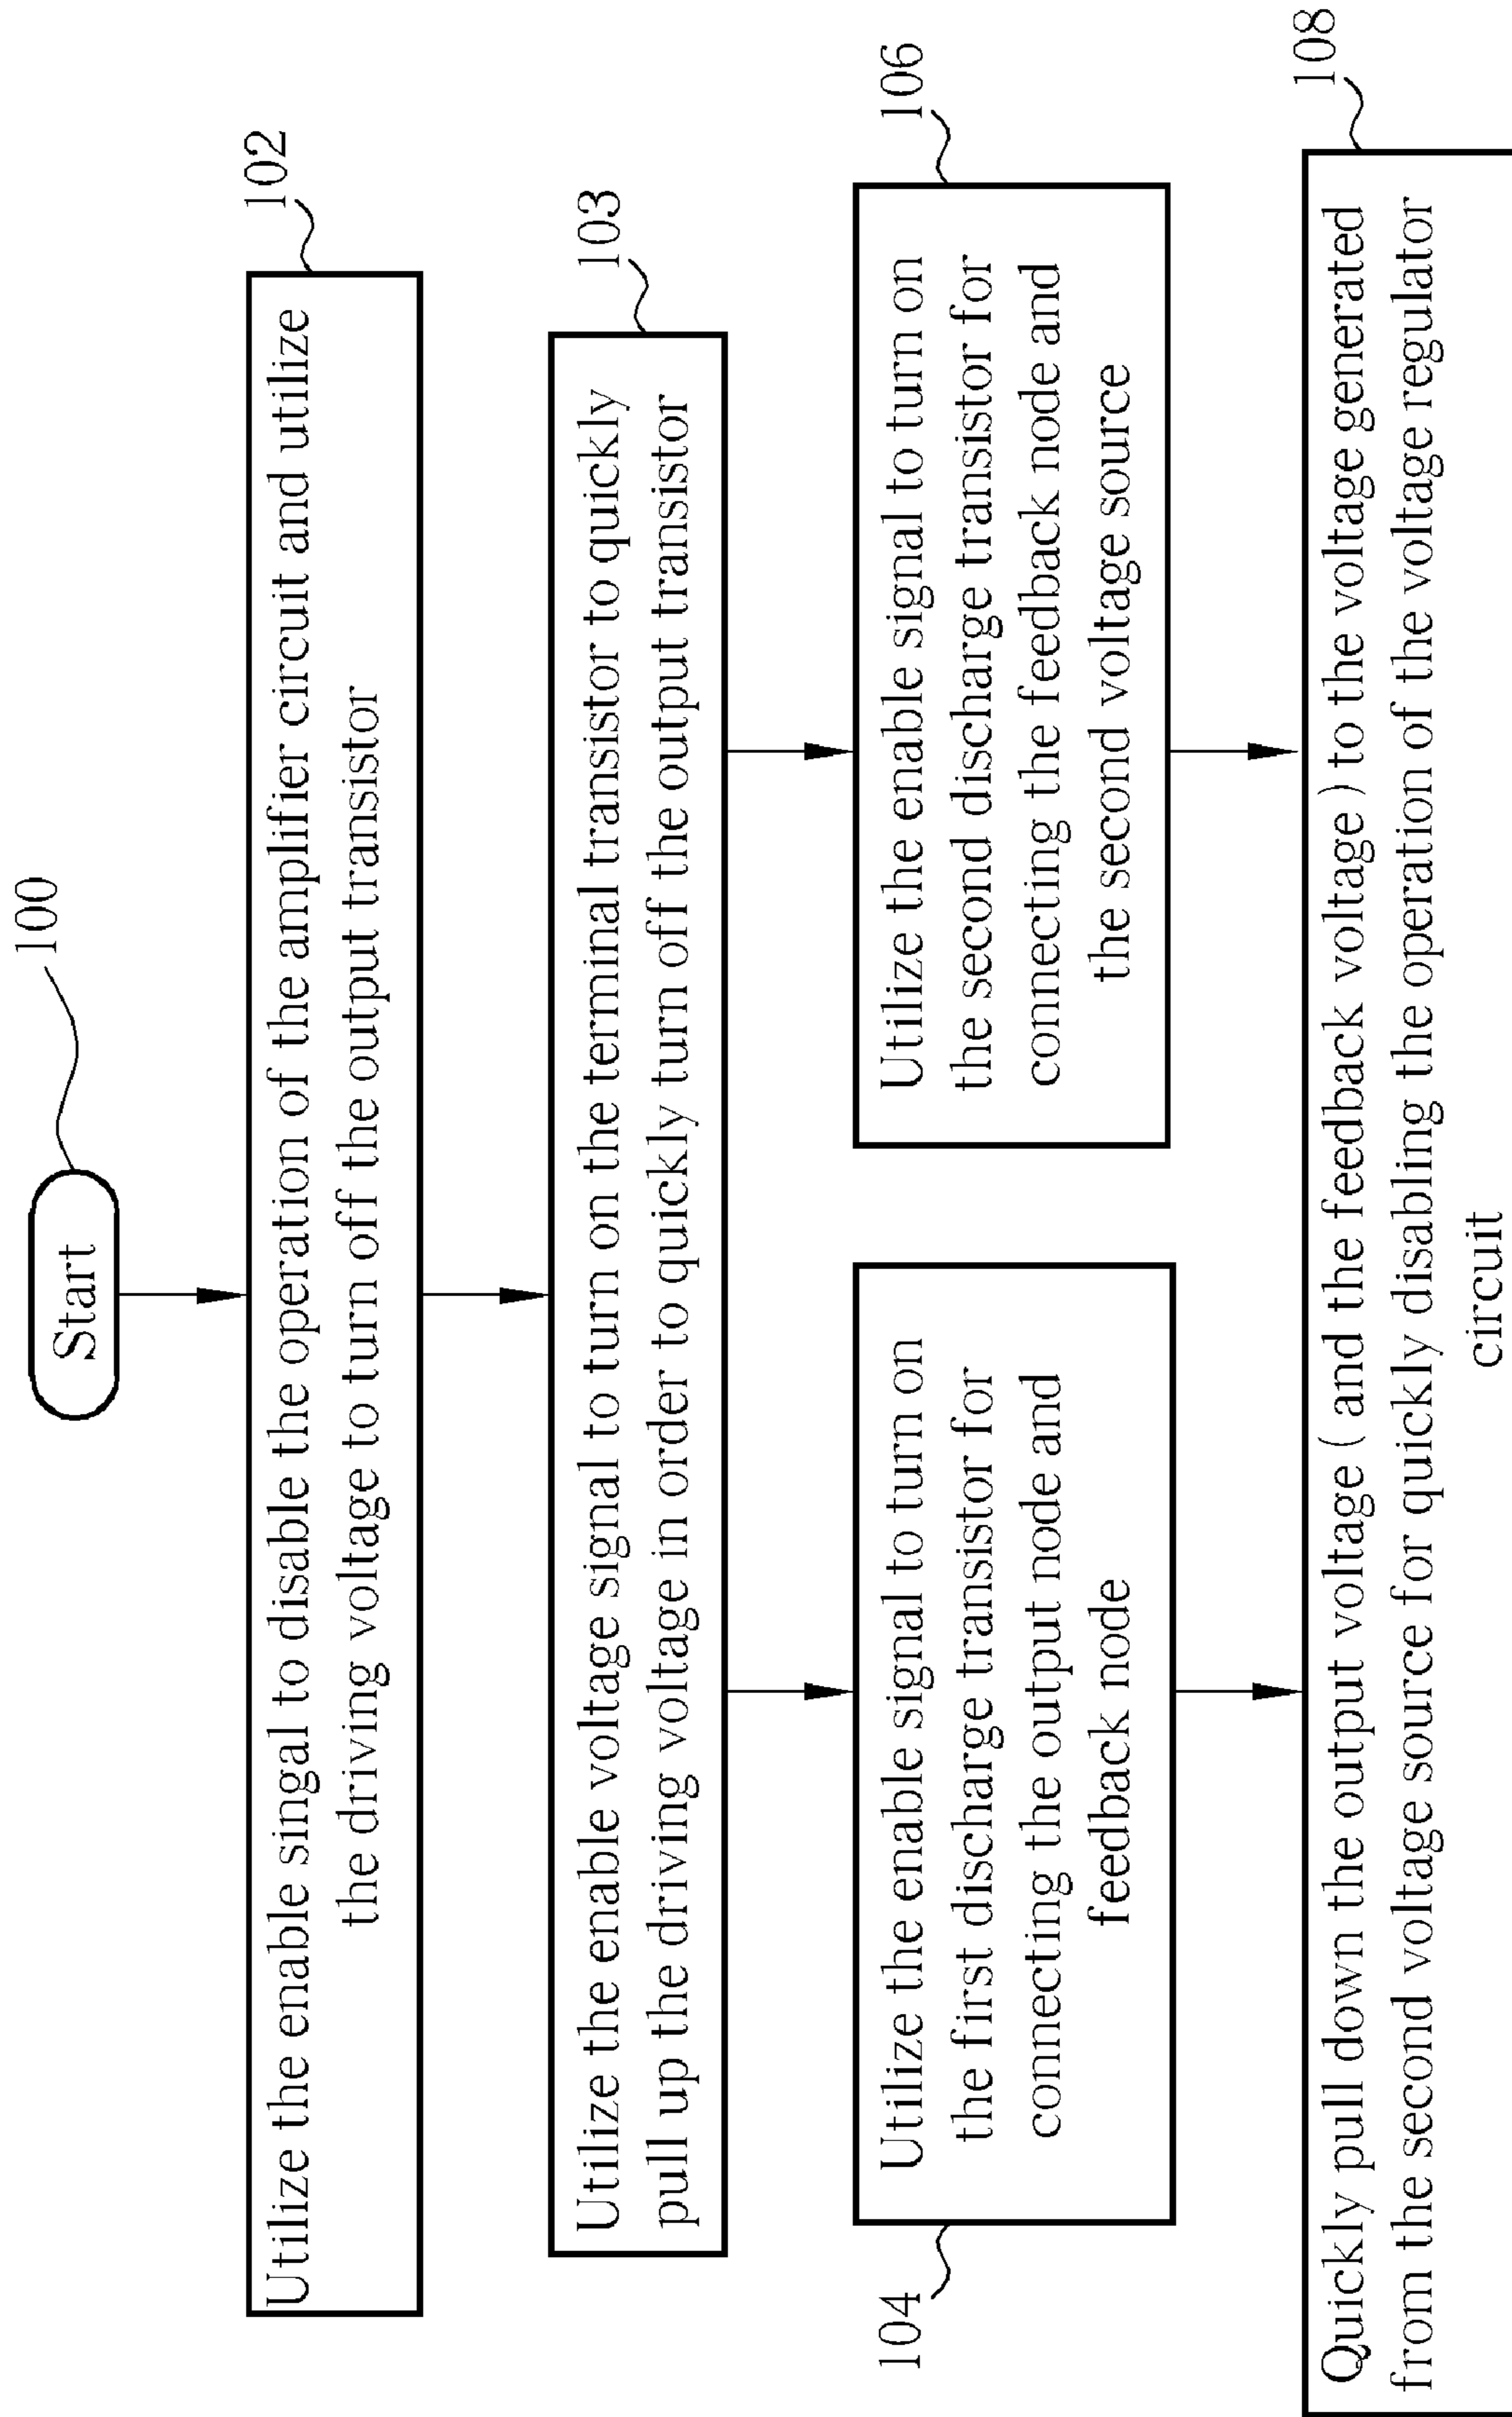 100
Start
102
Utilize the enable singal to disable the operation of the amplifier circuit and utilize
the driving voltage to turn off the output transistor
103
Utilize the enable voltage signal to turn on the terminal transistor to quickly
pull up the driving voltage in order to quickly turn off the output transistor
104
Utilize the enable signal to turn on
the first discharge transistor for
connecting the output node and
feedback node
106
Utilize the enable signal to turn on
the second discharge transistor for
connecting the feedback node and
the second voltage source
108
Quickly pull down the output voltage ( and the feedback voltage ) to the voltage generated
from the second voltage source for quickly disabling the operation of the voltage regulator
circuit